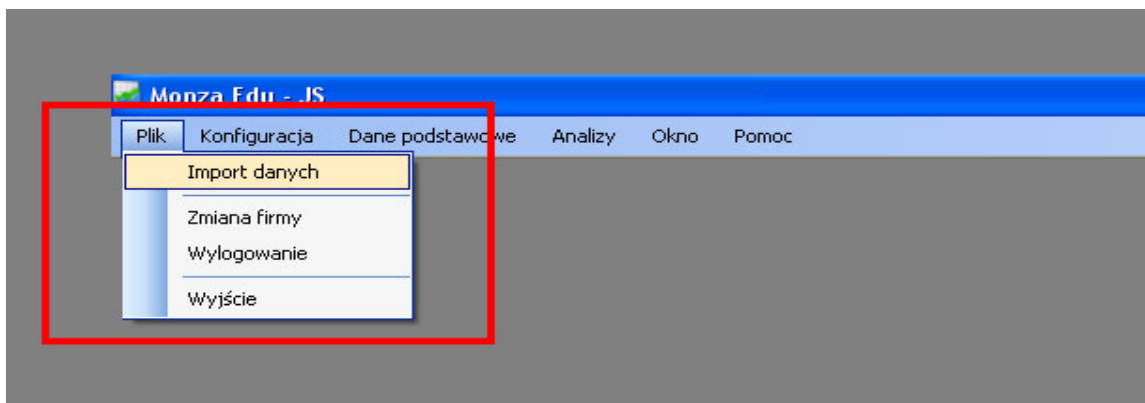 Monza Edu - JS
Plik Konfiguracja Dane podstawowe Analizy Okno Pomoc
Import danych
Zmiana firmy
Wylogowanie
Wyjście